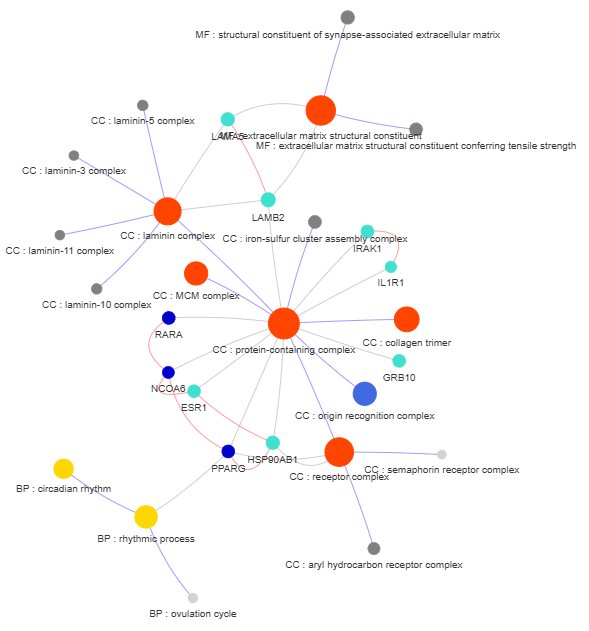 MF : structural constituent of synapse-associated extracellular matrix
CC : laminin-5 complex
LAMA5
MF : extracellular matrix structural constituent
MF : extracellular matrix structural constituent conferring tensile strength
CC : laminin-3 complex
LAMB2
CC : laminin complex
CC : iron-sulfur cluster assembly complex
IRAK1
CC : laminin-11 complex
IL1R1
CC : MCM complex
CC : laminin-10 complex
RARA
CC : protein-containing complex
CC : collagen trimer
GRB10
NCOA6
ESR1
CC : origin recognition complex
HSP90AB1
PPARG
CC : receptor complex
CC : semaphorin receptor complex
BP : circadian rhythm
BP : rhythmic process
CC : aryl hydrocarbon receptor complex
BP : ovulation cycle